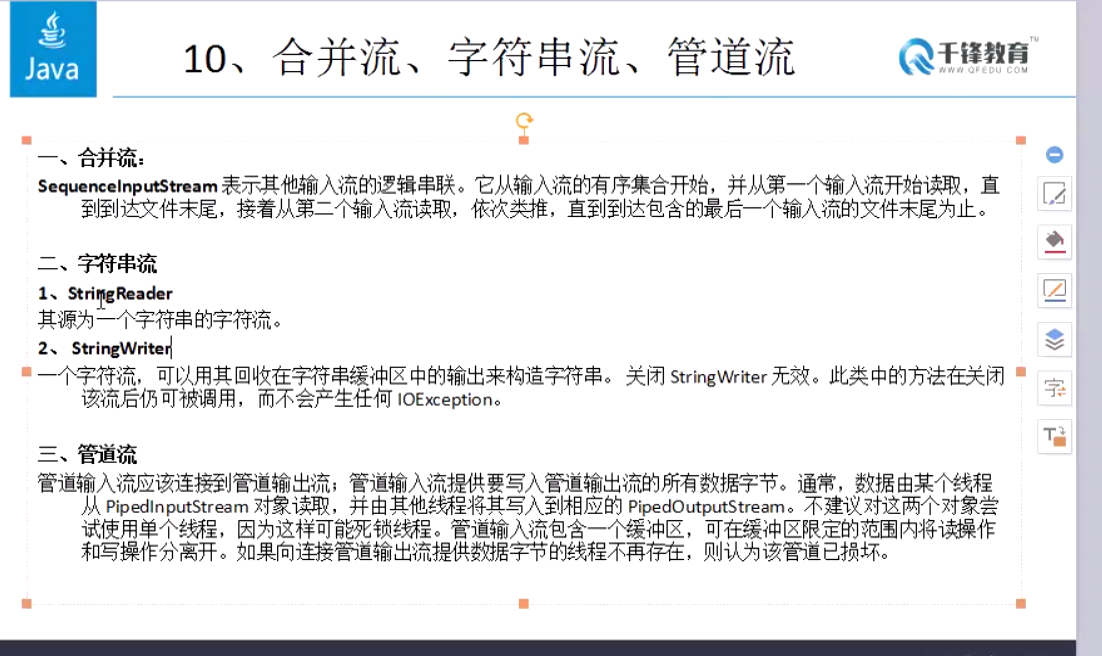 Java
10、合并流、字符串流、管道流
千锋教育
TM
WWW.QFEDU.COM
一、合并流：
SequenceInputStream 表示其他输入流的逻辑串联。它从输入流的有序集合开始，并从第一个输入流开始读取，直
到到达文件末尾，接着从第二个输入流读取，依次类推，直到到达包含的最后一个输入流的文件末尾为止。
二、字符串流
1、StringReader
其源为一个字符串的字符流。
2、 StringWriter
一个字符流，可以用其回收在字符串缓冲区中的输出来构造字符串。 关闭 StringWriter 无效。此类中的方法在关闭
该流后仍可被调用，而不会产生任何 IOException。
三、管道流
管道输入流应该连接到管道输出流；管道输入流提供要写入管道输出流的所有数据字节。通常，数据由某个线程
从 PipedInputStream 对象读取，并由其他线程将其写入到相应的 PipedOutputStream。不建议对这两个对象尝
试使用单个线程，因为这样可能死锁线程。管道输入流包含一个缓冲区，可在缓冲区限定的范围内将读操作
和写操作分离开。如果向连接管道输出流提供数据字节的线程不再存在，则认为该管道已损坏。
字
T